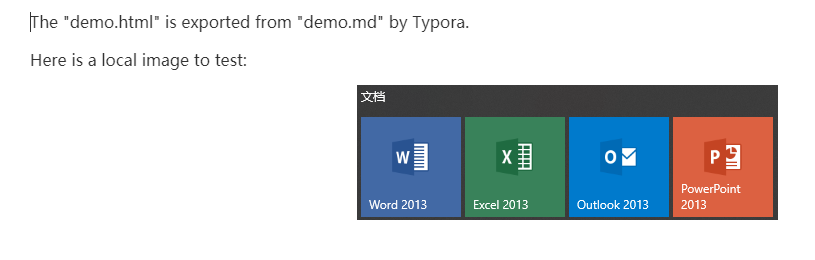 The "demo.html" is exported from "demo.md" by Typora.
Here is a local image to test:
文档
W
X
O
P
Word 2013
Excel 2013
Outlook 2013
PowerPoint
2013